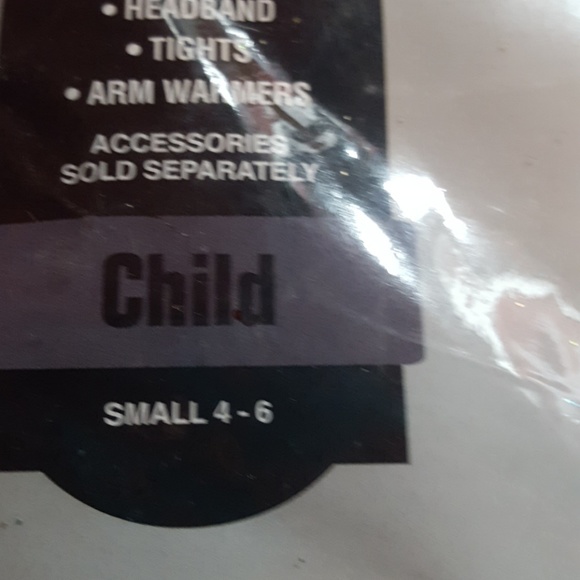 • HEADBAND
• TIGHTS
• ARM WARMERS
ACCESSORIES
SOLD SEPARATELY
Child
SMALL 4-6